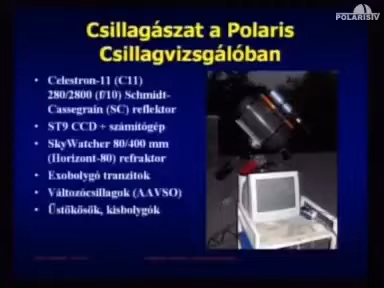 POLARISTV
Csillagászat a Polaris
Csillagvizsgálóban
• Celestron-11 (C11)
280/2800 (f/10) Schmidt-
Cassegrain (SC) reflektor
• ST9 CCD + számítógép
• SkyWatcher 80/400 mm
(Horizont-80) refraktor
• Exobolygó tranzitok
• Változócsillagok (AAVSO)
• Üstökösök, kisbolygók